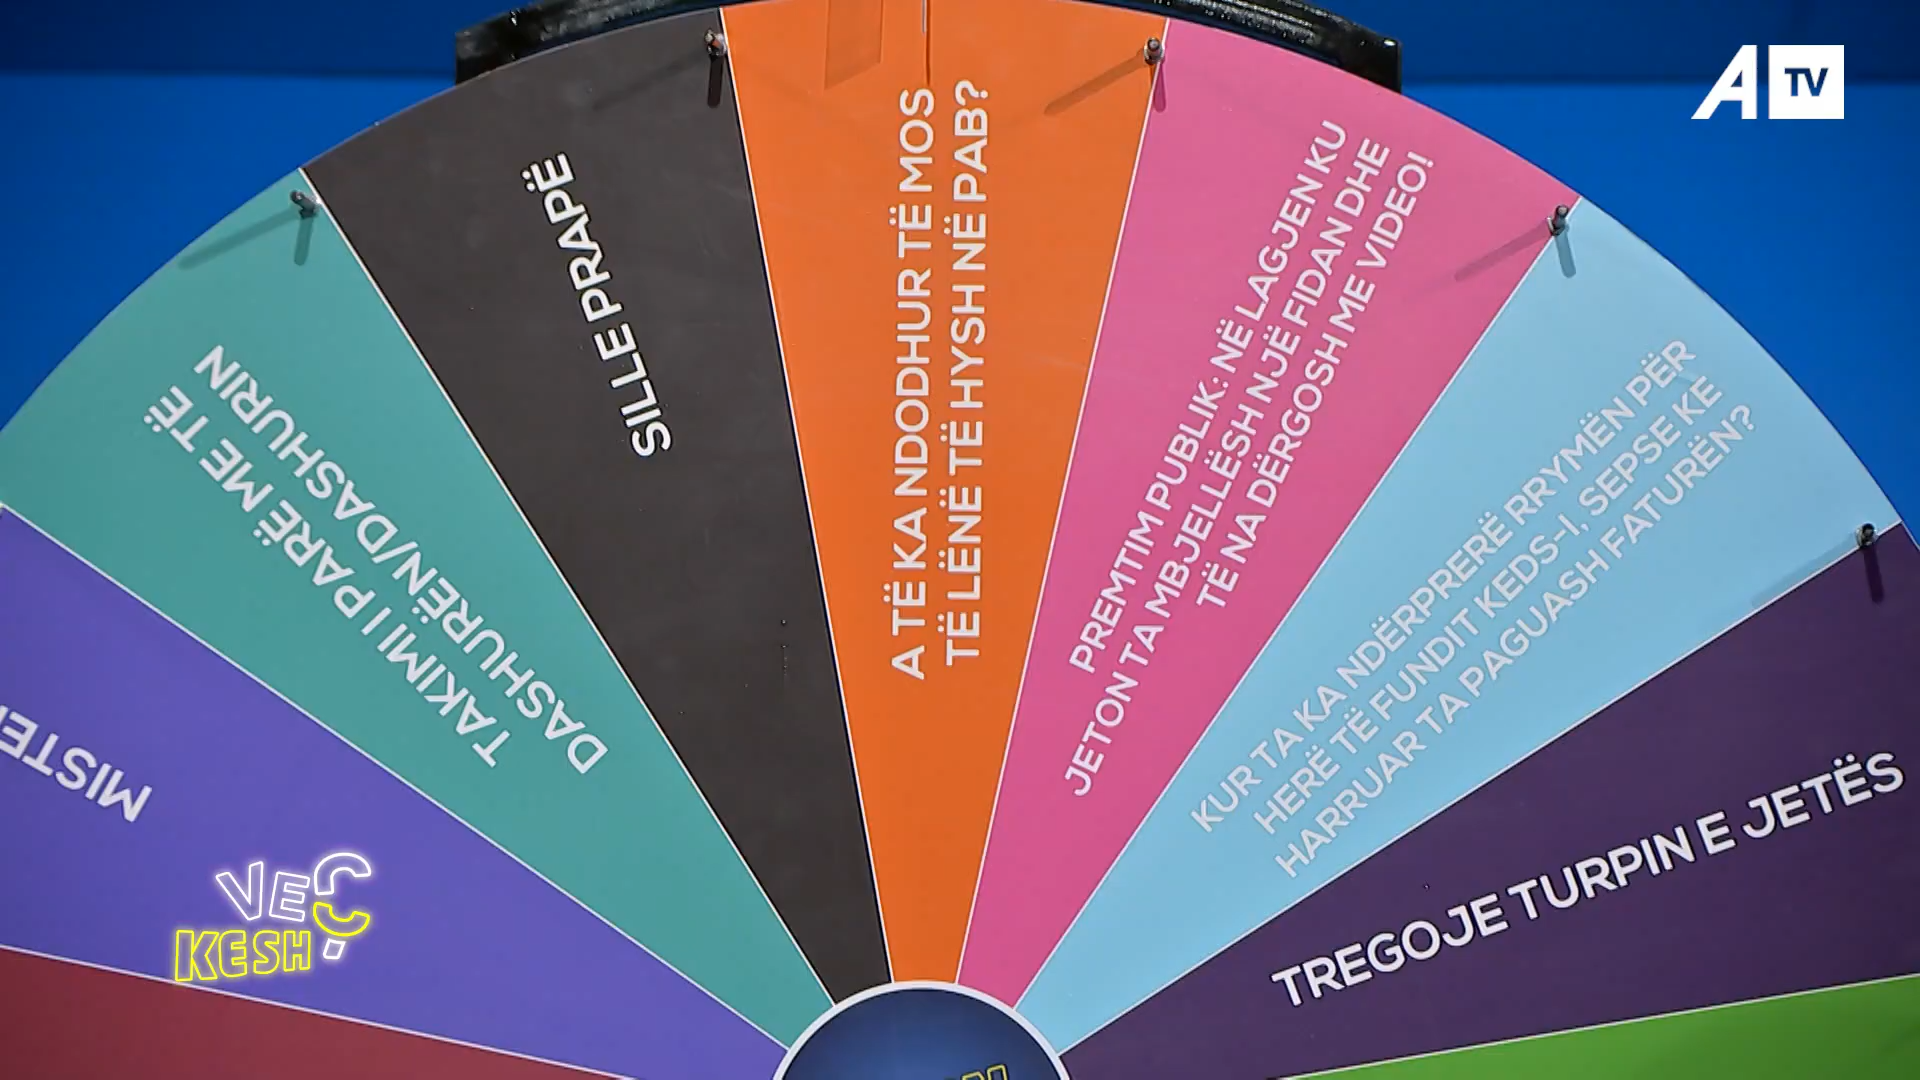 A TV
MISTE
TAKIMI I PARË ME TË
DASHURËN/DASHURIN
SILLE PRAPË
A TË KA NDODHUR TË MOS
TË LËNË TË HYSH NË PAB?
PREMTIM PUBLIK: NË LAGJEN KU
JETON TA MBJELLËSH NJË FIDAN DHE
TË NA DËRGOSH ME VIDEO!
KUR TA KA NDËRPRERË RRYMËN PËR
HERË TË FUNDIT KEDS-I, SEPSE KE
HARRUAR TA PAGUASH FATURËN?
TREGOJE TURPIN E JETËS
VEÇ
KESH